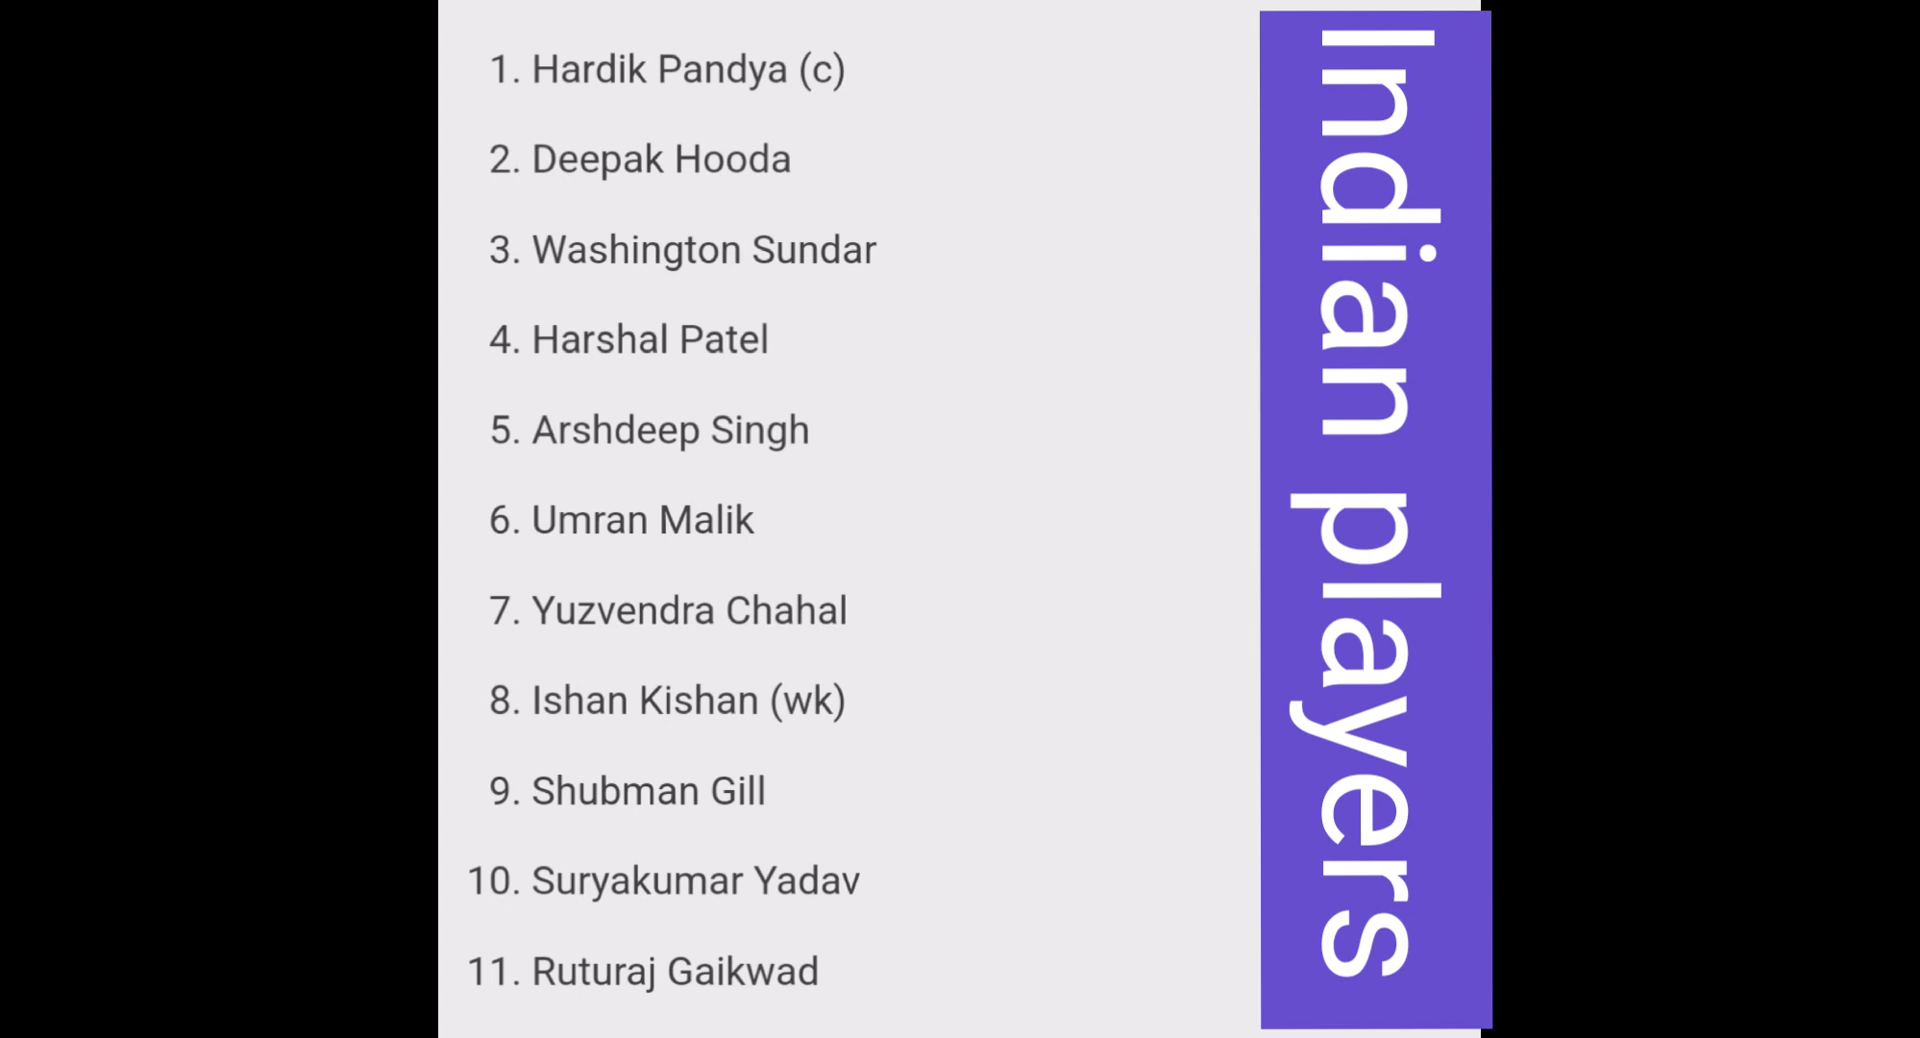 1. Hardik Pandya (c)
2. Deepak Hooda
3. Washington Sundar
4. Harshal Patel
5. Arshdeep Singh
6. Umran Malik
7. Yuzvendra Chahal
8. Ishan Kishan (wk)
9. Shubman Gill
10. Suryakumar Yadav
11. Ruturaj Gaikwad
Indian players